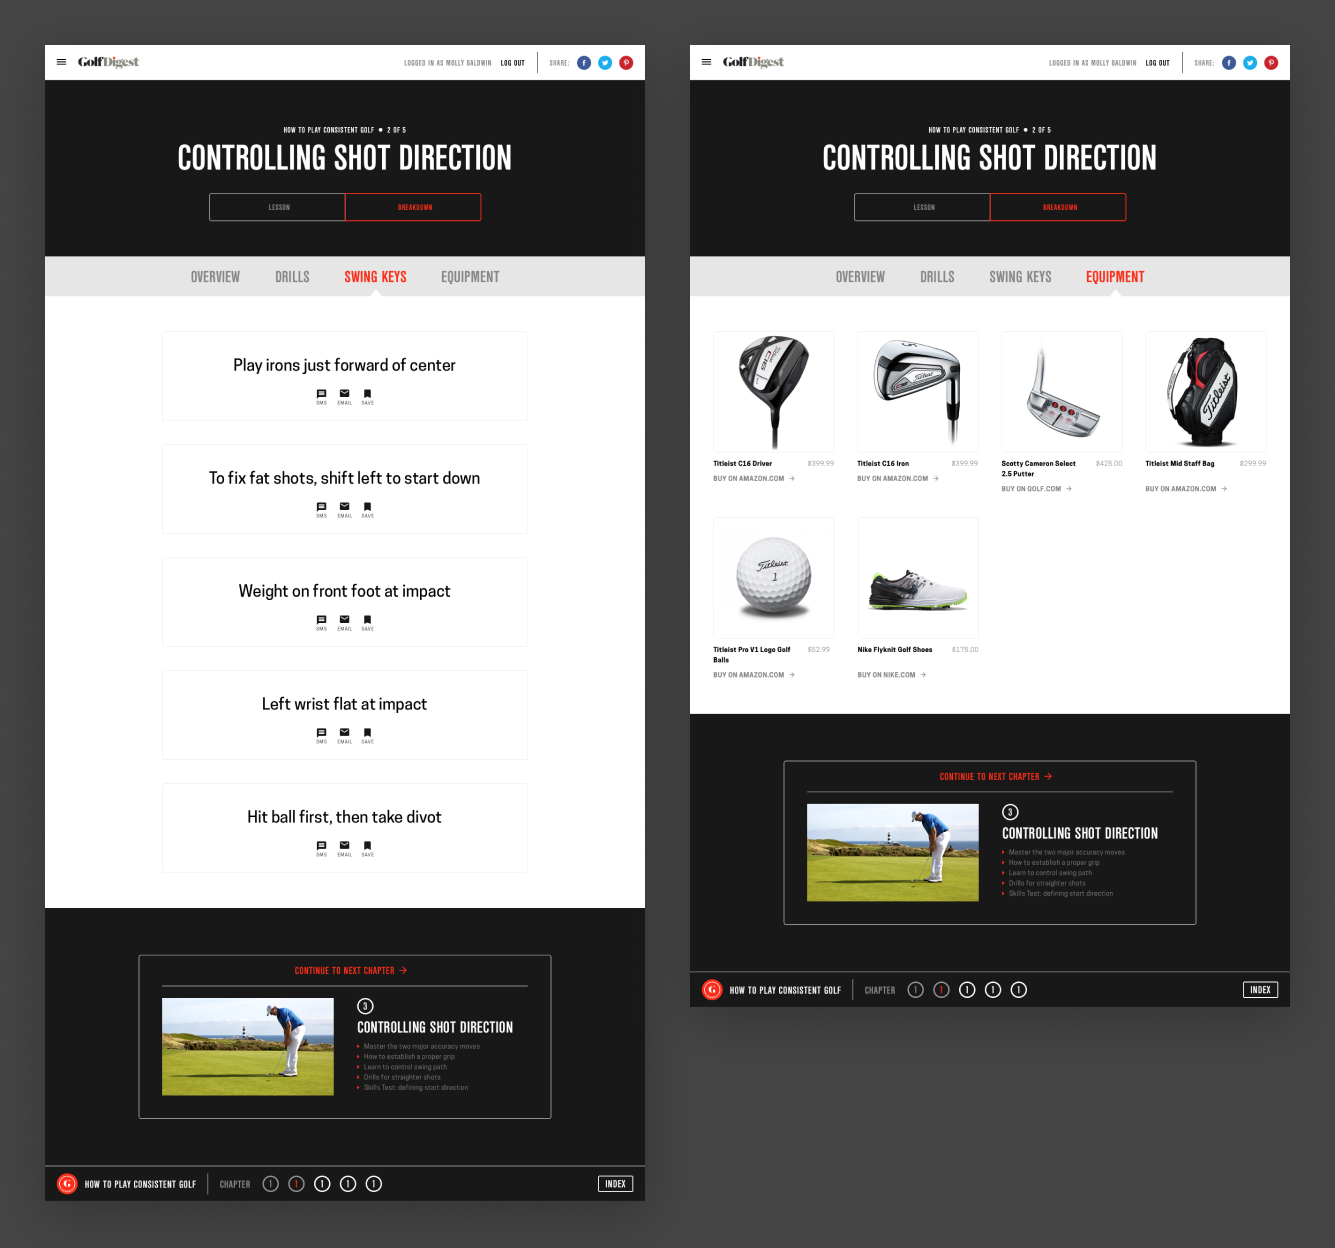 GolfDigest
LOGGED IN AS MOLLY BALDWIN LOG OUT SHARE:
HOW TO PLAY CONSISTENT GOLF • 2 OF 5
CONTROLLING SHOT DIRECTION
LESSON BREAKDOWN
OVERVIEW DRILLS SWING KEYS EQUIPMENT
Play irons just forward of center
SMS EMAIL SAVE
To fix fat shots, shift left to start down
SMS EMAIL SAVE
Weight on front foot at impact
SMS EMAIL SAVE
Left wrist flat at impact
SMS EMAIL SAVE
Hit ball first, then take divot
SMS EMAIL SAVE
CONTINUE TO NEXT CHAPTER →
3
CONTROLLING SHOT DIRECTION
Master the two major accuracy moves
How to establish a proper grip
Learn to control swing path
Drills for straighter shots
Skills Test: defining start direction
G HOW TO PLAY CONSISTENT GOLF CHAPTER 1 1 1 1 1 INDEX
GolfDigest
LOGGED IN AS MOLLY BALDWIN LOG OUT SHARE:
HOW TO PLAY CONSISTENT GOLF • 2 OF 5
CONTROLLING SHOT DIRECTION
LESSON BREAKDOWN
OVERVIEW DRILLS SWING KEYS EQUIPMENT
Titleist
C16
5
Titleist
Titleist
Titleist C16 Driver $399.99
BUY ON AMAZON.COM →
Titleist C16 Iron $399.99
BUY ON AMAZON.COM →
Scotty Cameron Select $425.00
2.5 Putter
BUY ON GOLF.COM →
Titleist Mid Staff Bag $299.99
BUY ON AMAZON.COM →
Titleist
1
Titleist Pro V1 Logo Golf $52.99
Balls
BUY ON AMAZON.COM →
Nike Flyknit Golf Shoes $175.00
BUY ON NIKE.COM →
CONTINUE TO NEXT CHAPTER →
3
CONTROLLING SHOT DIRECTION
Master the two major accuracy moves
How to establish a proper grip
Learn to control swing path
Drills for straighter shots
Skills Test: defining start direction
G HOW TO PLAY CONSISTENT GOLF CHAPTER 1 1 1 1 1 INDEX